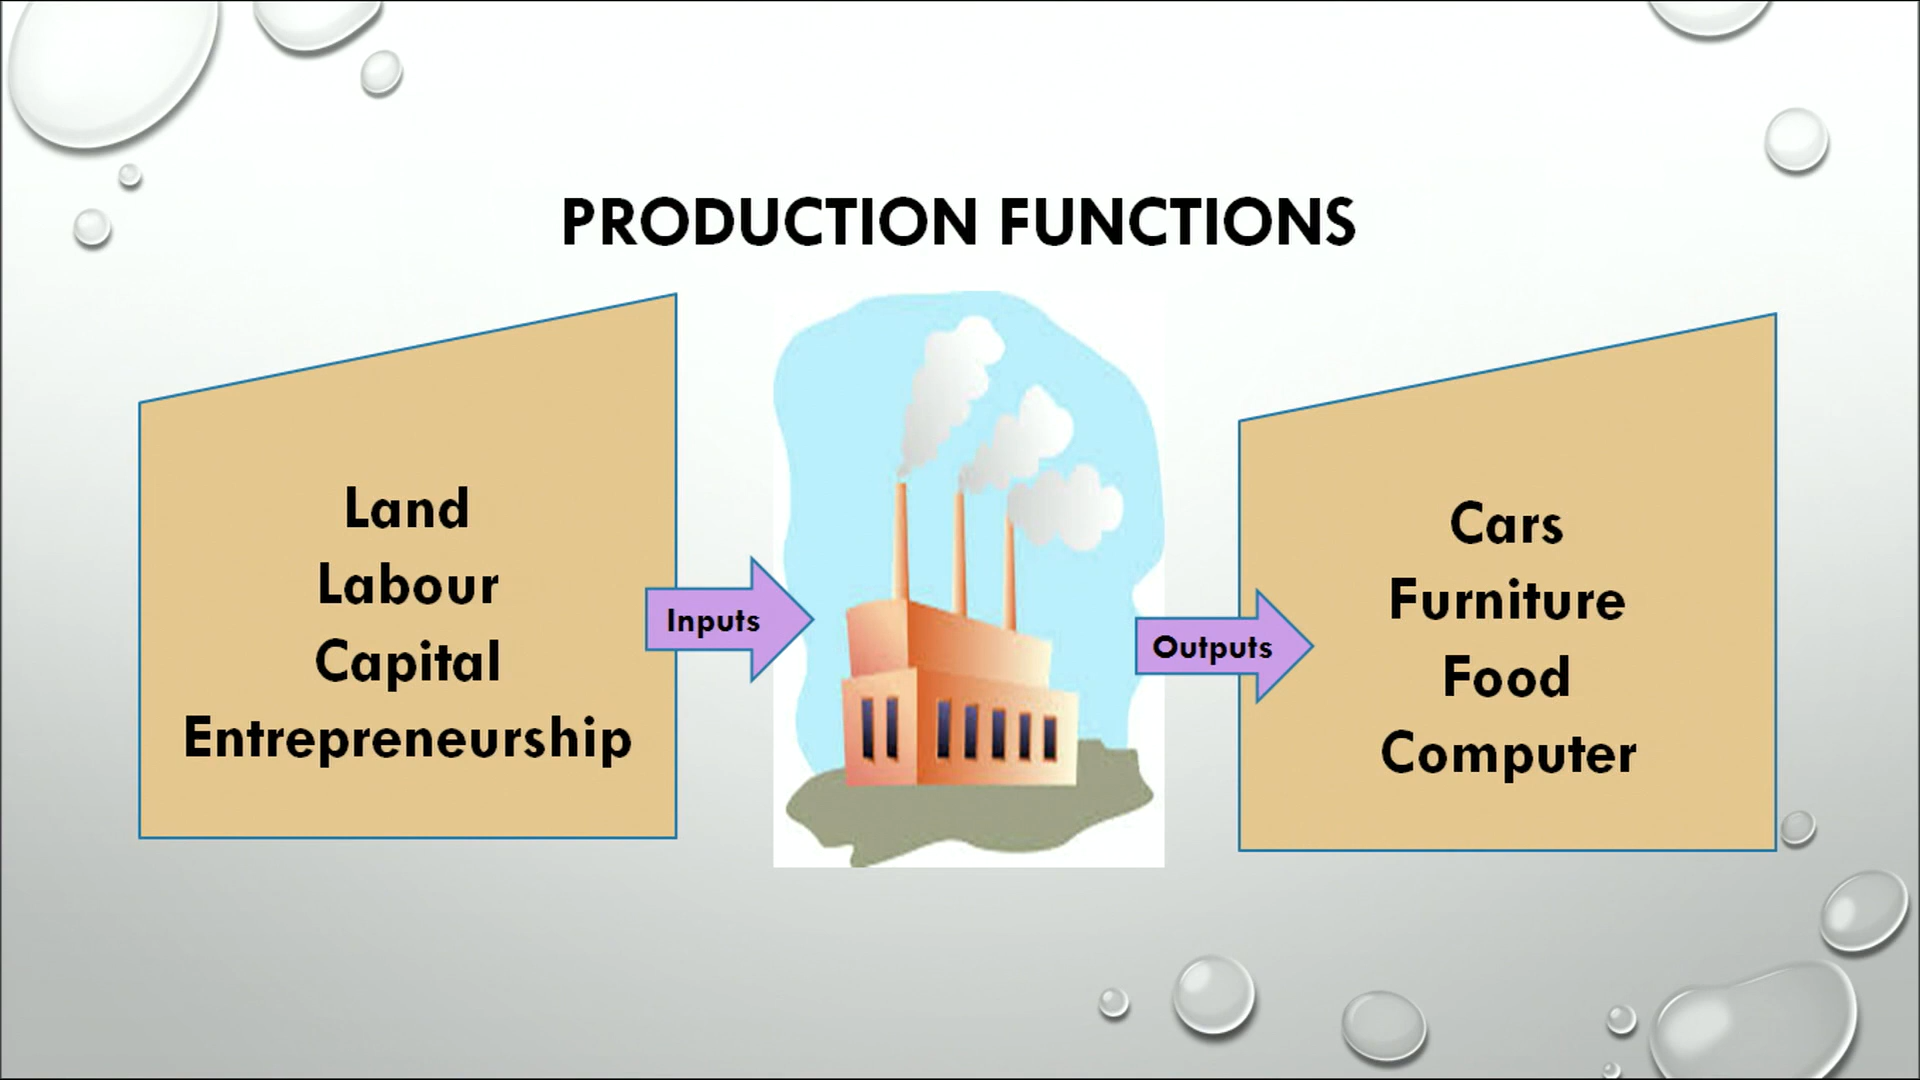 PRODUCTION FUNCTIONS
Land
Labour
Capital
Entrepreneurship
Inputs
Outputs
Cars
Furniture
Food
Computer